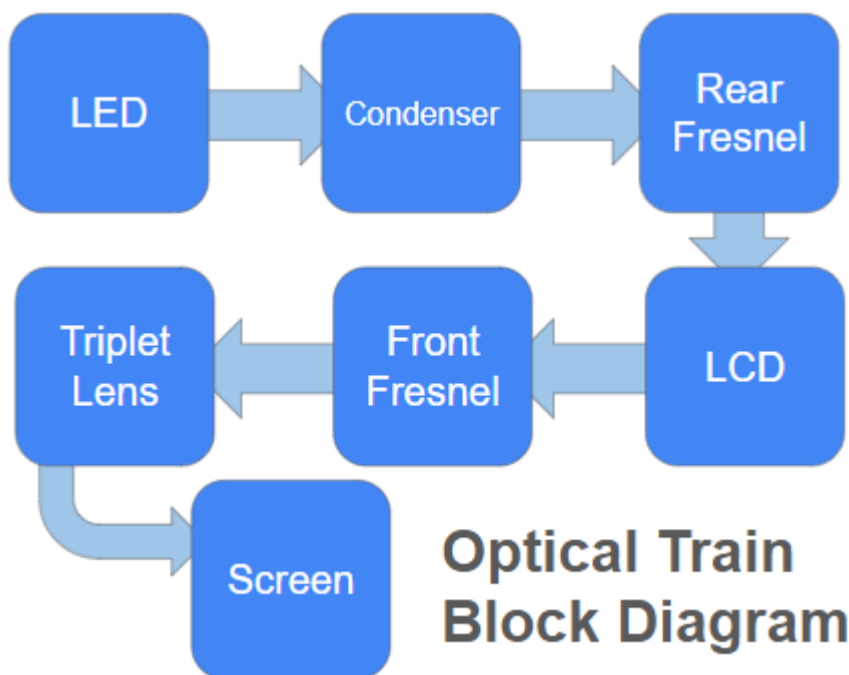 LED
Condenser
Rear
Fresnel
Triplet
Lens
Front
Fresnel
LCD
Screen
Optical Train
Block Diagram